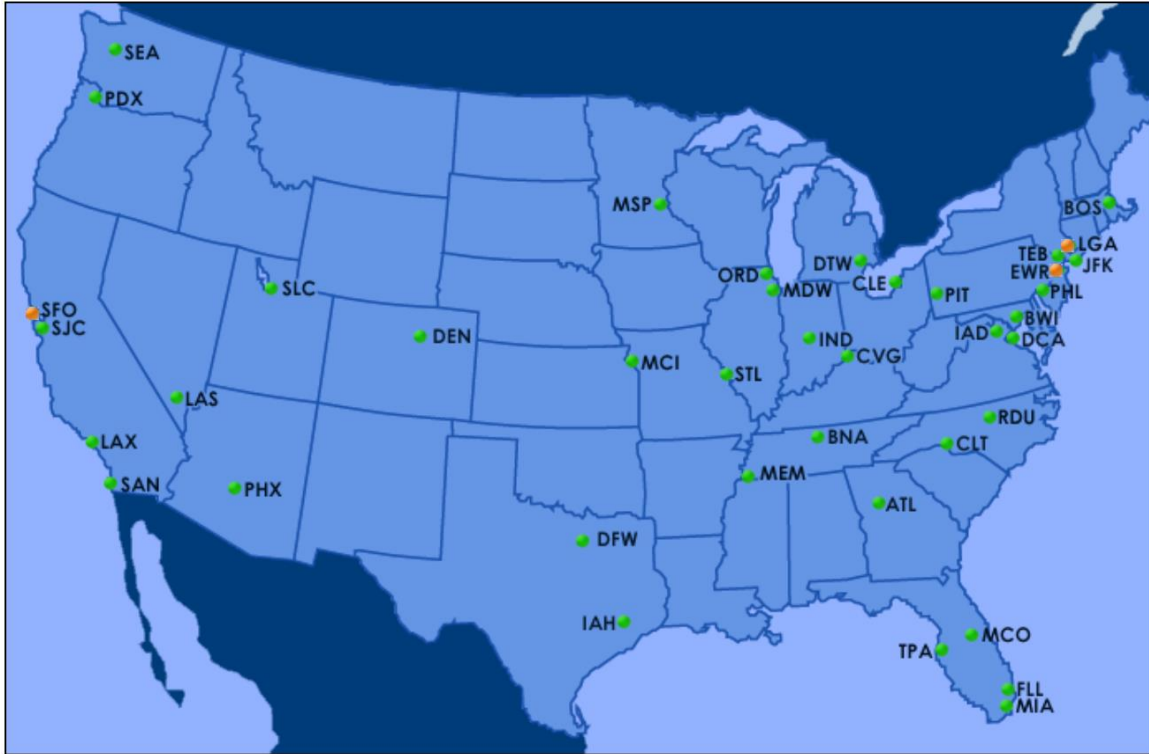 SEA
PDX
MSP
BOS
LGA
TEB
JFK
DTW
EWR
ORD
CLE
SLC
MDW
PIT
PHL
SFO
BWI
SJC
IAD
DCA
DEN
IND
CVG
MCI
STL
LAS
RDU
BNA
CLT
LAX
MEM
SAN
PHX
ATL
DFW
IAH
MCO
TPA
FLL
MIA